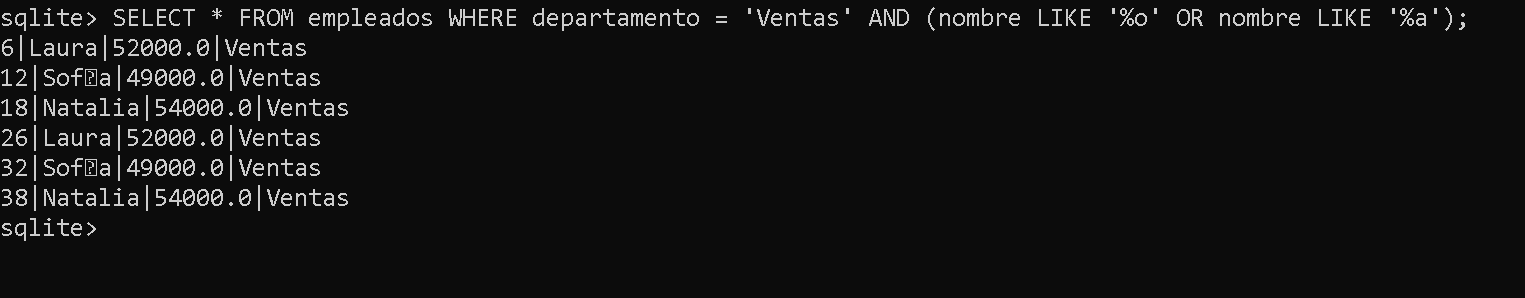 sqlite> SELECT * FROM empleados WHERE departamento = 'Ventas' AND (nombre LIKE '%o' OR nombre LIKE '%a');
6|Laura|52000.0|Ventas
12|Sof�a|49000.0|Ventas
18|Natalia|54000.0|Ventas
26|Laura|52000.0|Ventas
32|Sof�a|49000.0|Ventas
38|Natalia|54000.0|Ventas
sqlite>